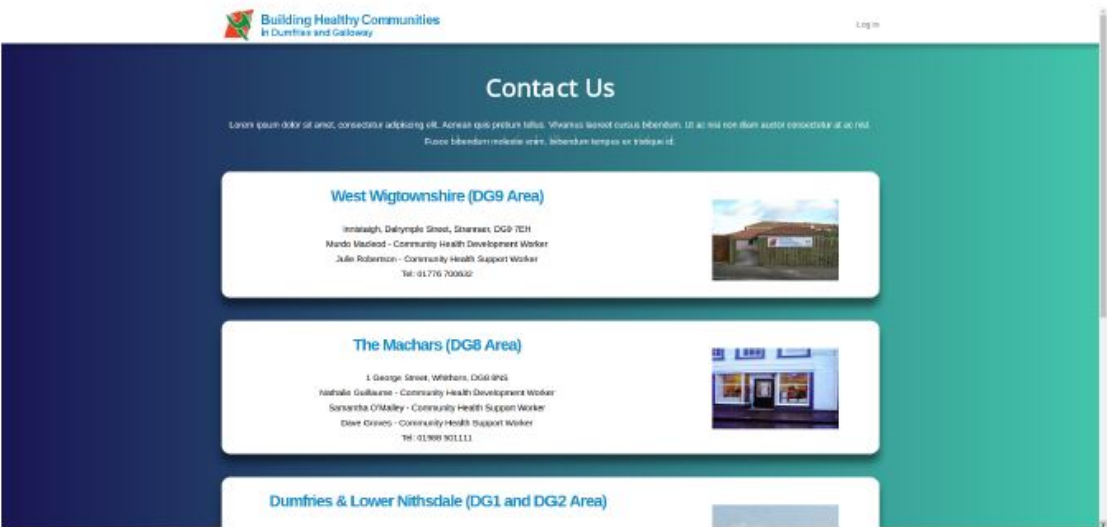 Building Healthy Communities
in Dumfries and Galloway
Log in
Contact Us
Lorem ipsum dolor sit amet, consectetur adipiscing elit. Aenean quis pretium tellus. Vivamus laoreet cursus bibendum. Ut ac nisi non diam auctor consectetur at ac nisl.
Fusce bibendum molestie enim, bibendum tempus ex tristique id.
West Wigtownshire (DG9 Area)
Innistaigh, Dalrymple Street, Stranraer, DG9 7EH
Murdo Macleod - Community Health Development Worker
Julie Robertson - Community Health Support Worker
Tel: 01776 700632
The Machars (DG8 Area)
1 George Street, Whithorn, DG8 8NS
Nathalie Guillaume - Community Health Development Worker
Samantha O'Malley - Community Health Support Worker
Dave Groves - Community Health Support Worker
Tel: 01988 501111
Dumfries & Lower Nithsdale (DG1 and DG2 Area)